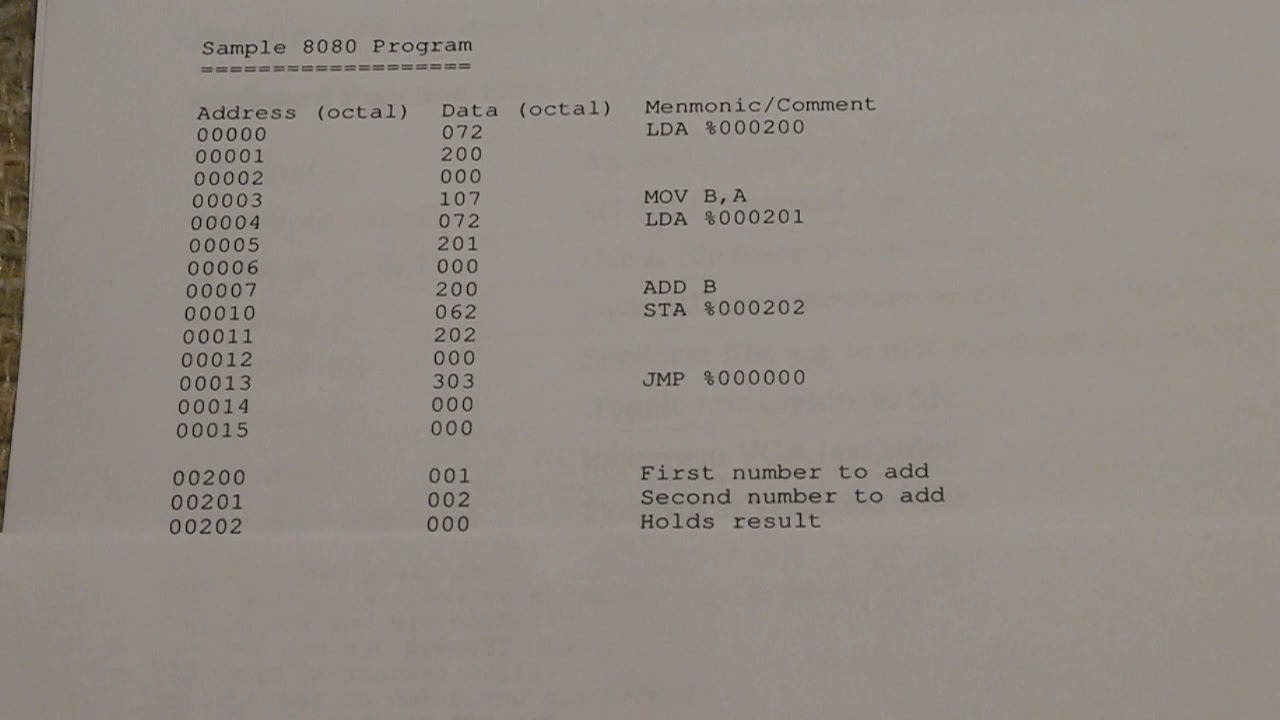 Sample 8080 Program
===================
Address (octal) Data (octal) Menmonic/Comment
00000 072 LDA %000200
00001 200
00002 000
00003 107 MOV B,A
00004 072 LDA %000201
00005 201
00006 000
00007 200 ADD B
00010 062 STA %000202
00011 202
00012 000
00013 303 JMP %000000
00014 000
00015 000
00200 001 First number to add
00201 002 Second number to add
00202 000 Holds result